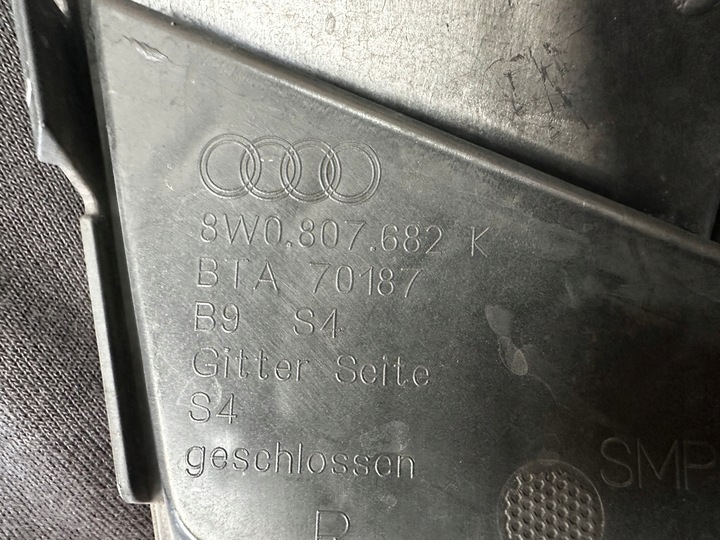 8W0.807.682 K
BTA 70187
B9 S4
Gitter Seite
S4
geschlossen
SMP